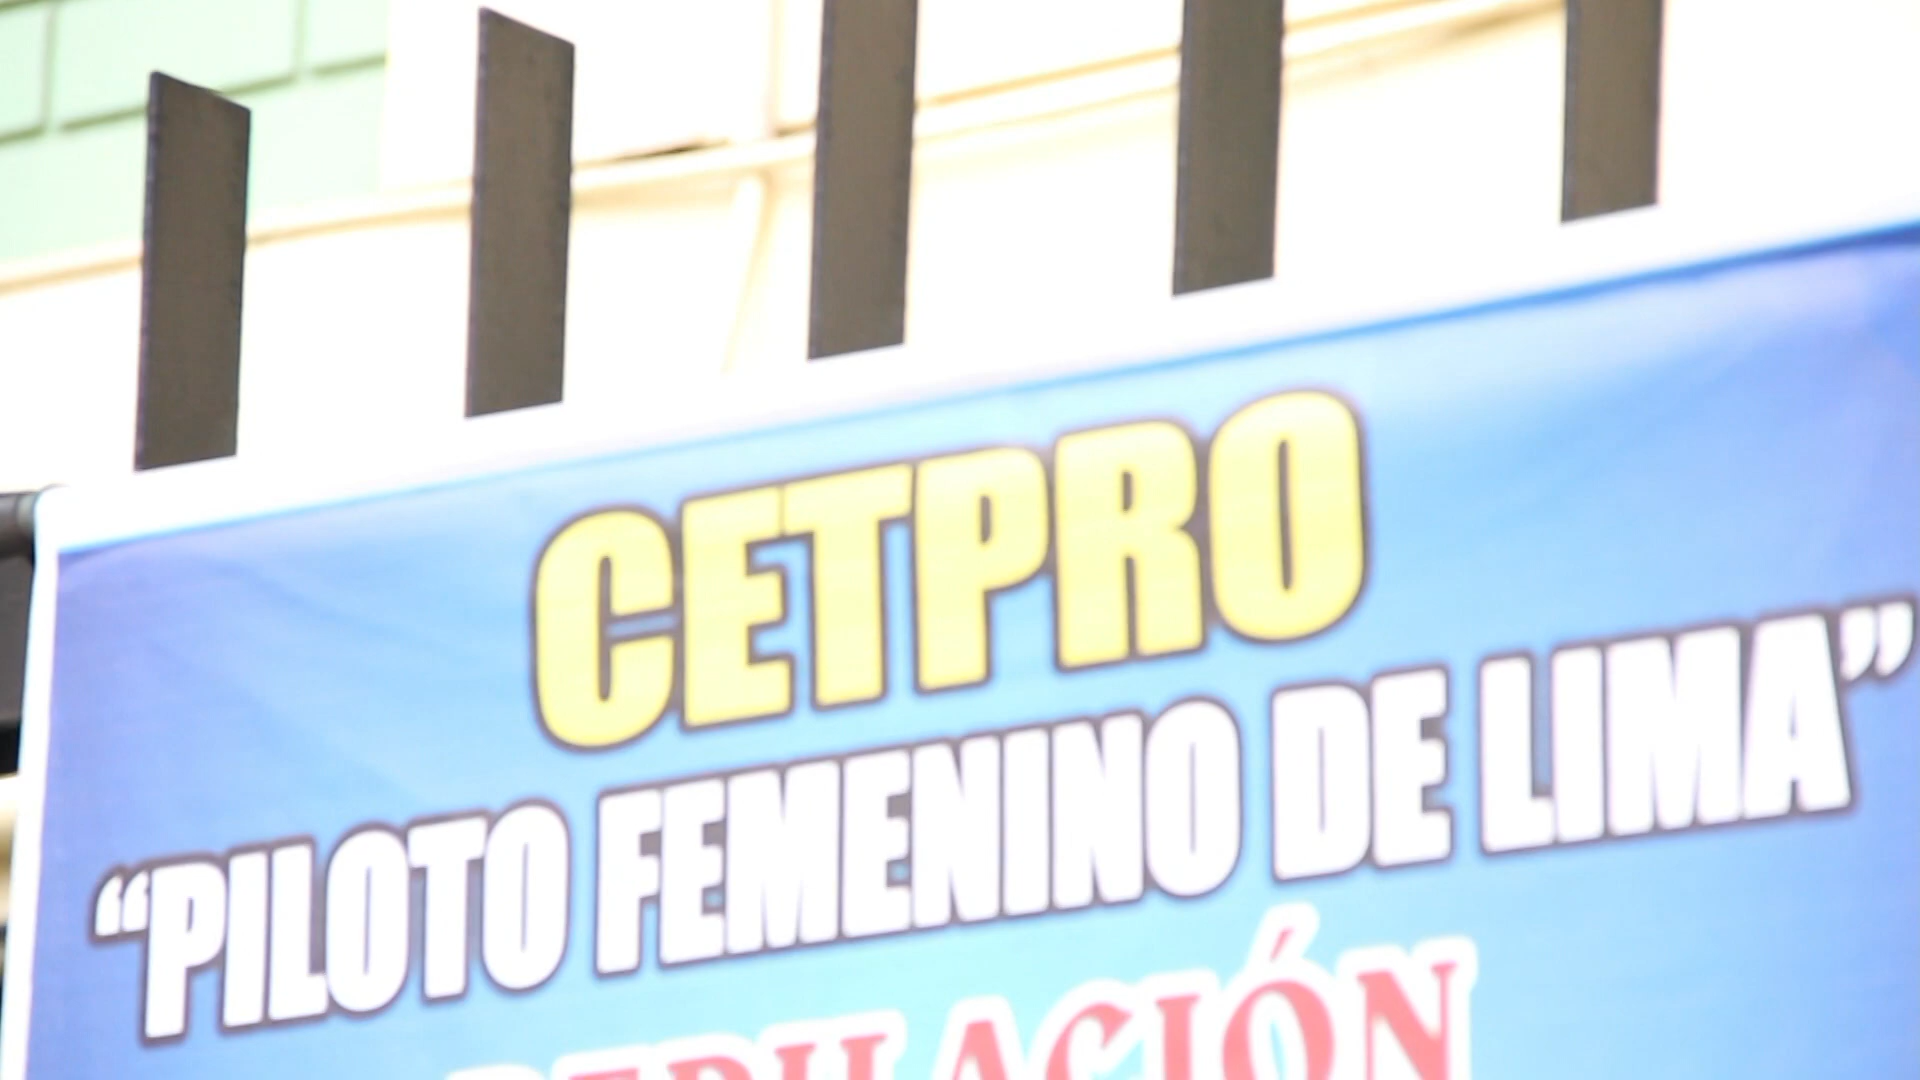 CETPRO
“PILOTO FEMENINO DE LIMA”